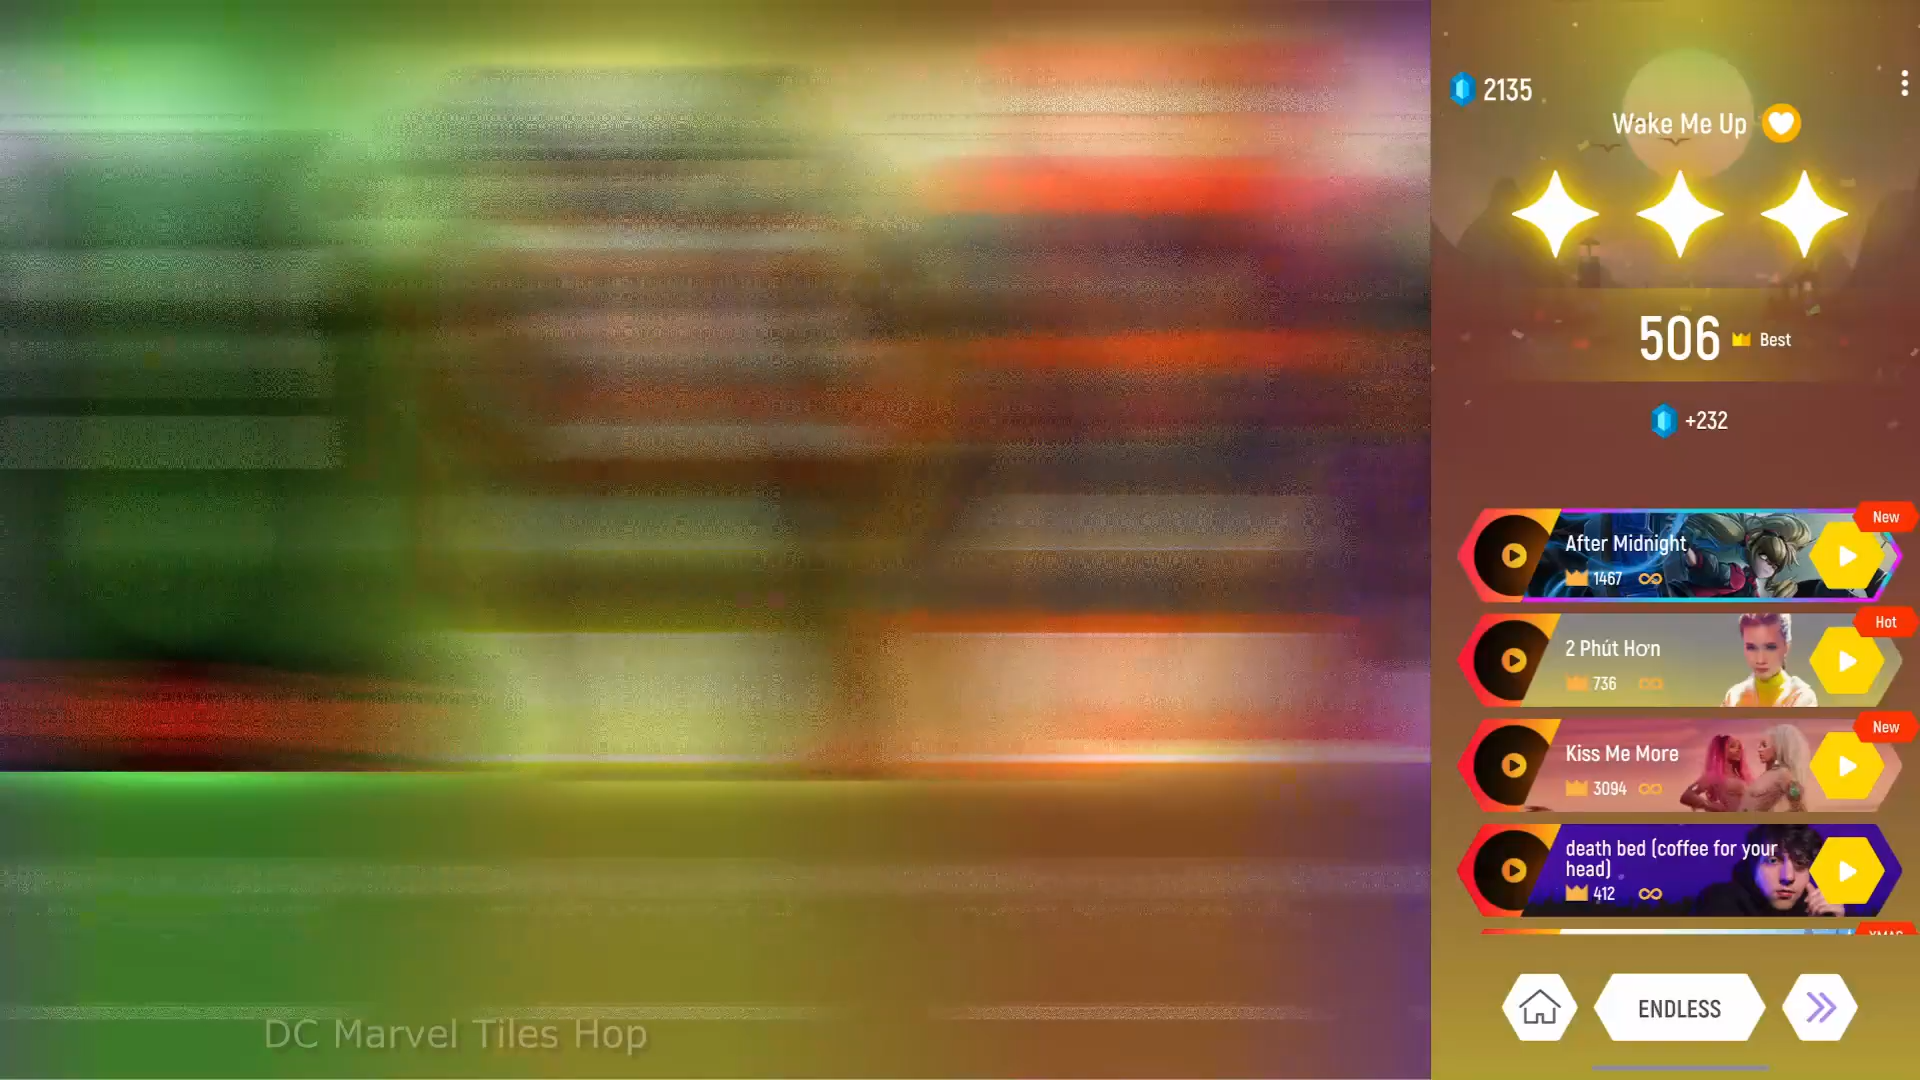 2135
Wake Me Up
506 Best
+232
New
After Midnight
1467
Hot
2 Phút Hơn
736
New
Kiss Me More
3094
death bed (coffee for your
head)
412
XMAS
ENDLESS
DC Marvel Tiles Hop